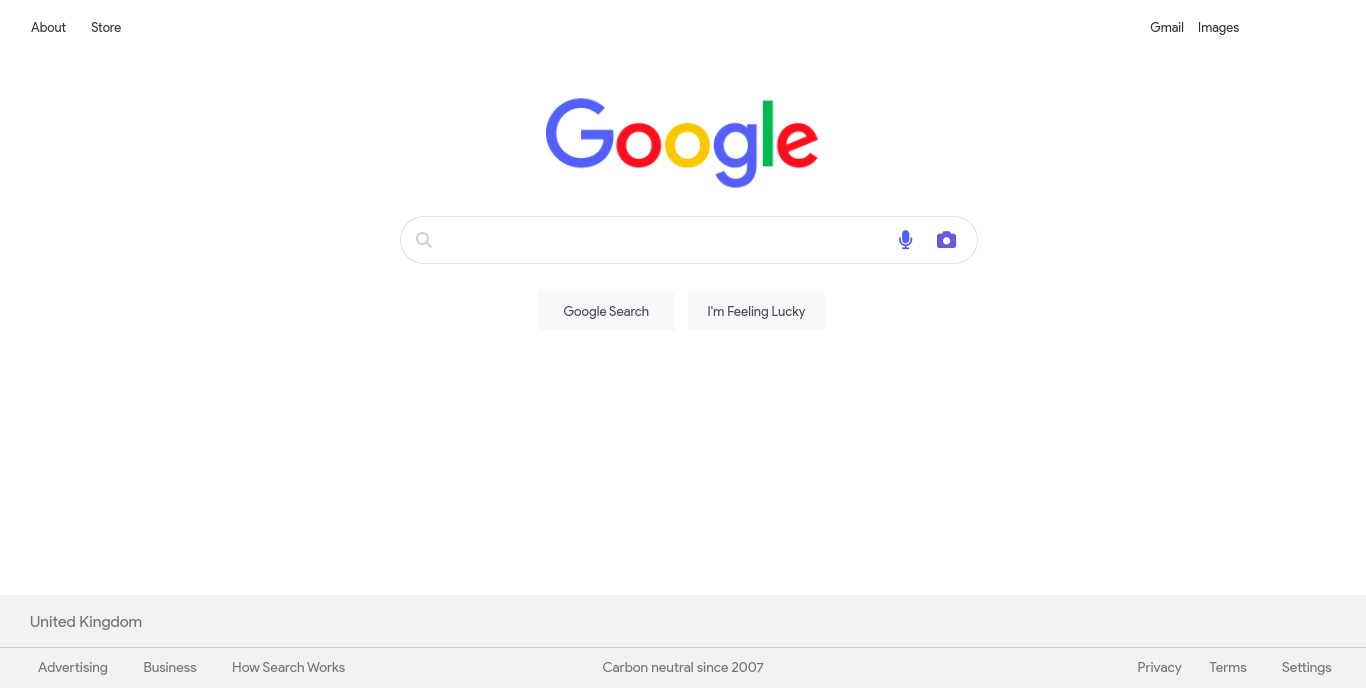 About Store Gmail Images
Google
Google Search I'm Feeling Lucky
United Kingdom
Advertising Business How Search Works Carbon neutral since 2007 Privacy Terms Settings